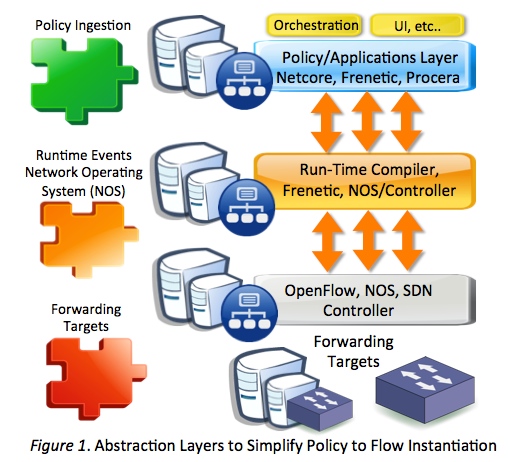 Policy Ingestion
Orchestration
UI, etc..
Policy/Applications Layer
Netcore, Frenetic, Procera
Runtime Events
Network Operating
System (NOS)
Run-Time Compiler,
Frenetic, NOS/Controller
OpenFlow, NOS, SDN
Controller
Forwarding
Targets
Forwarding
Targets
Figure 1. Abstraction Layers to Simplify Policy to Flow Instantiation